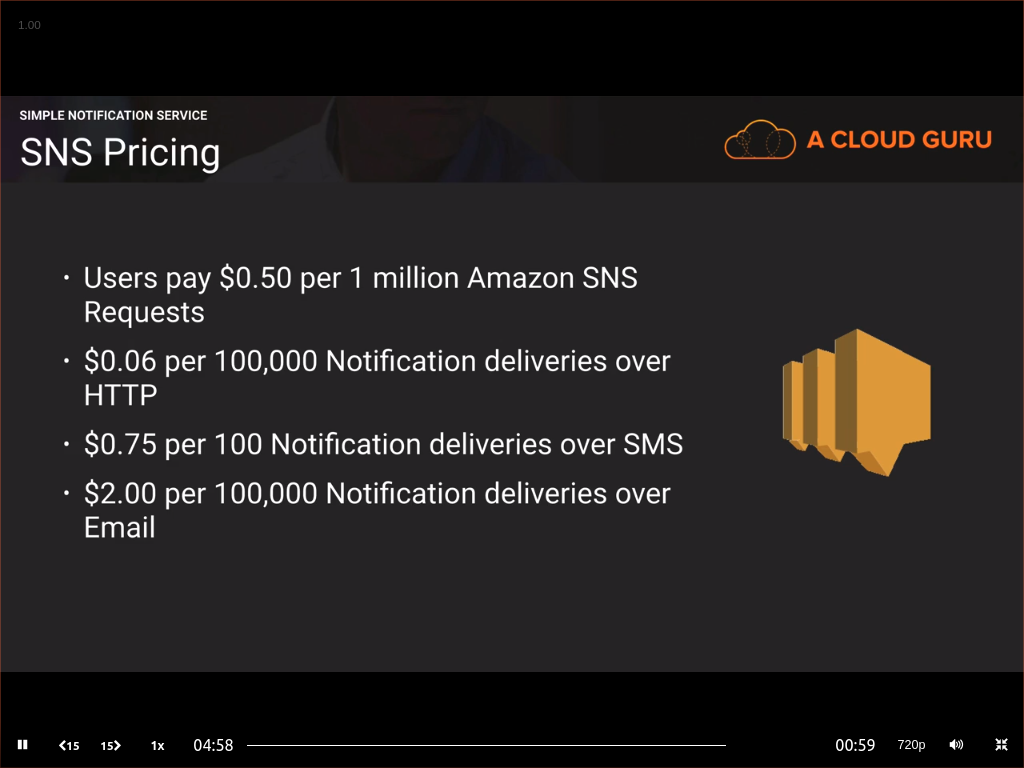 1.00
SIMPLE NOTIFICATION SERVICE
SNS Pricing
A CLOUD GURU
• Users pay $0.50 per 1 million Amazon SNS
Requests
• $0.06 per 100,000 Notification deliveries over
HTTP
• $0.75 per 100 Notification deliveries over SMS
• $2.00 per 100,000 Notification deliveries over
Email
15 15 1x 04:58 00:59 720p